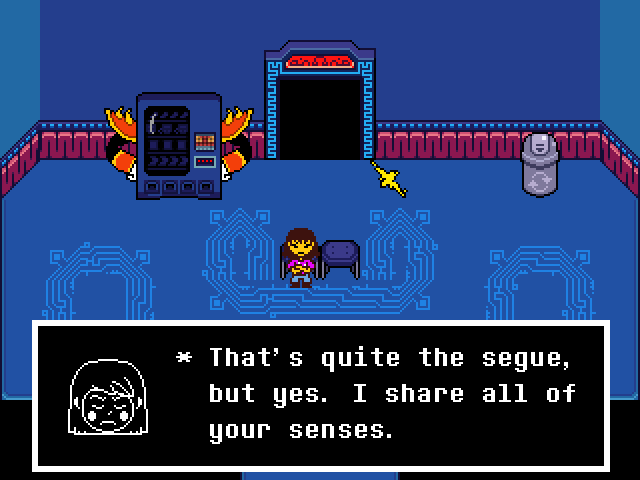 * That's quite the segue,
but yes. I share all of
your senses.